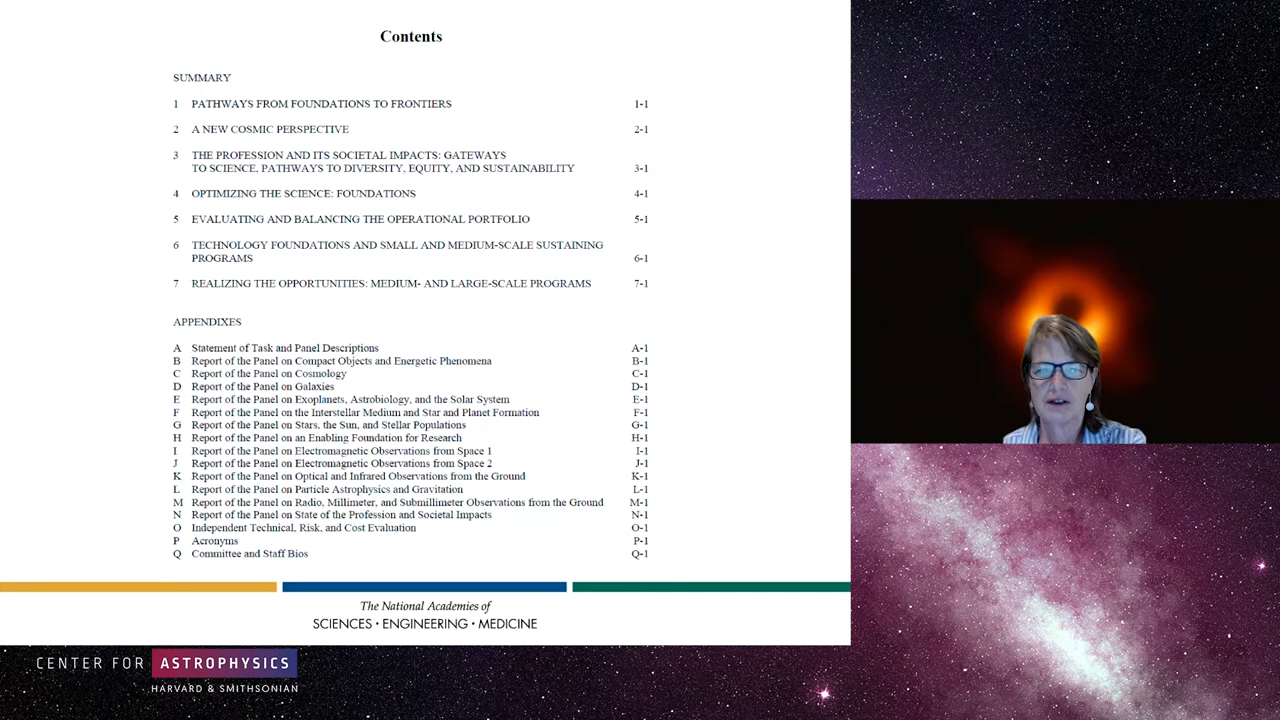 Contents
SUMMARY
1 PATHWAYS FROM FOUNDATIONS TO FRONTIERS 1-1
2 A NEW COSMIC PERSPECTIVE 2-1
3 THE PROFESSION AND ITS SOCIETAL IMPACTS: GATEWAYS
TO SCIENCE, PATHWAYS TO DIVERSITY, EQUITY, AND SUSTAINABILITY 3-1
4 OPTIMIZING THE SCIENCE: FOUNDATIONS 4-1
5 EVALUATING AND BALANCING THE OPERATIONAL PORTFOLIO 5-1
6 TECHNOLOGY FOUNDATIONS AND SMALL AND MEDIUM-SCALE SUSTAINING
PROGRAMS 6-1
7 REALIZING THE OPPORTUNITIES: MEDIUM- AND LARGE-SCALE PROGRAMS 7-1
APPENDIXES
A Statement of Task and Panel Descriptions A-1
B Report of the Panel on Compact Objects and Energetic Phenomena B-1
C Report of the Panel on Cosmology C-1
D Report of the Panel on Galaxies D-1
E Report of the Panel on Exoplanets, Astrobiology, and the Solar System E-1
F Report of the Panel on the Interstellar Medium and Star and Planet Formation F-1
G Report of the Panel on Stars, the Sun, and Stellar Populations G-1
H Report of the Panel on an Enabling Foundation for Research H-1
I Report of the Panel on Electromagnetic Observations from Space 1 I-1
J Report of the Panel on Electromagnetic Observations from Space 2 J-1
K Report of the Panel on Optical and Infrared Observations from the Ground K-1
L Report of the Panel on Particle Astrophysics and Gravitation L-1
M Report of the Panel on Radio, Millimeter, and Submillimeter Observations from the Ground M-1
N Report of the Panel on State of the Profession and Societal Impacts N-1
O Independent Technical, Risk, and Cost Evaluation O-1
P Acronyms P-1
Q Committee and Staff Bios Q-1
The National Academies of
SCIENCES • ENGINEERING • MEDICINE
CENTER FOR ASTROPHYSICS
HARVARD & SMITHSONIAN